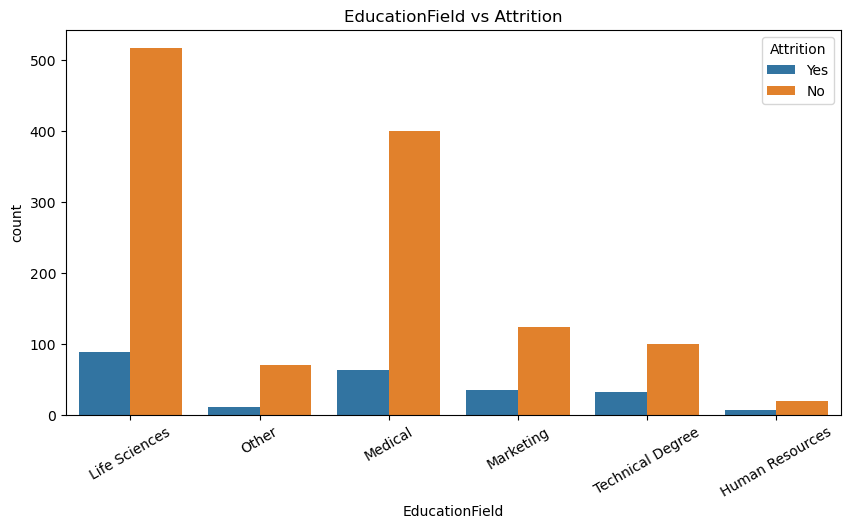 EducationField vs Attrition
Attrition
Yes
No
500
400
300
200
100
0
count
Life Sciences
Other
Medical
Marketing
Technical Degree
Human Resources
EducationField